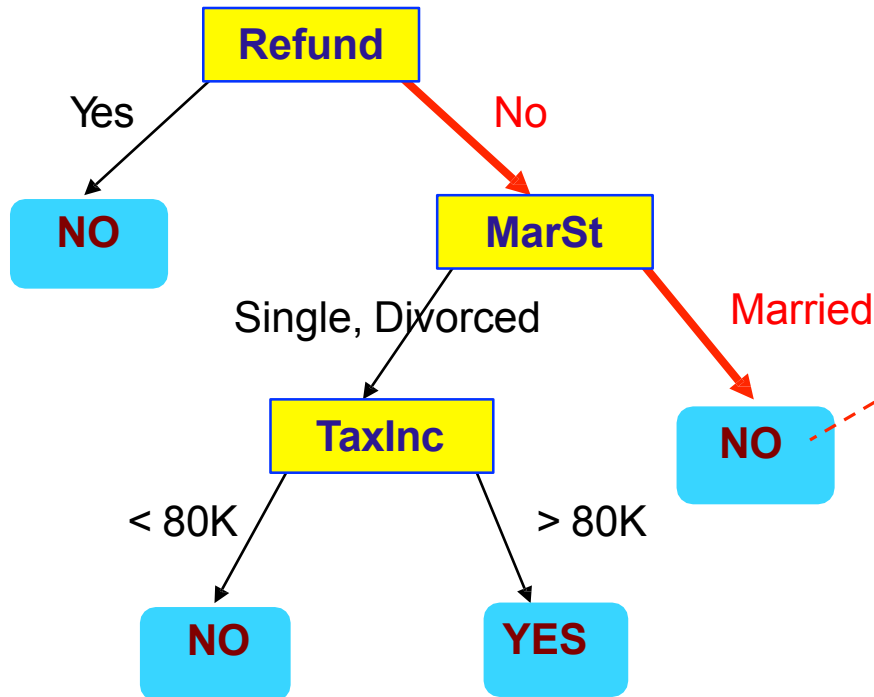 Refund
Yes
No
NO
MarSt
Single, Divorced
Married
TaxInc
NO
< 80K
> 80K
NO
YES